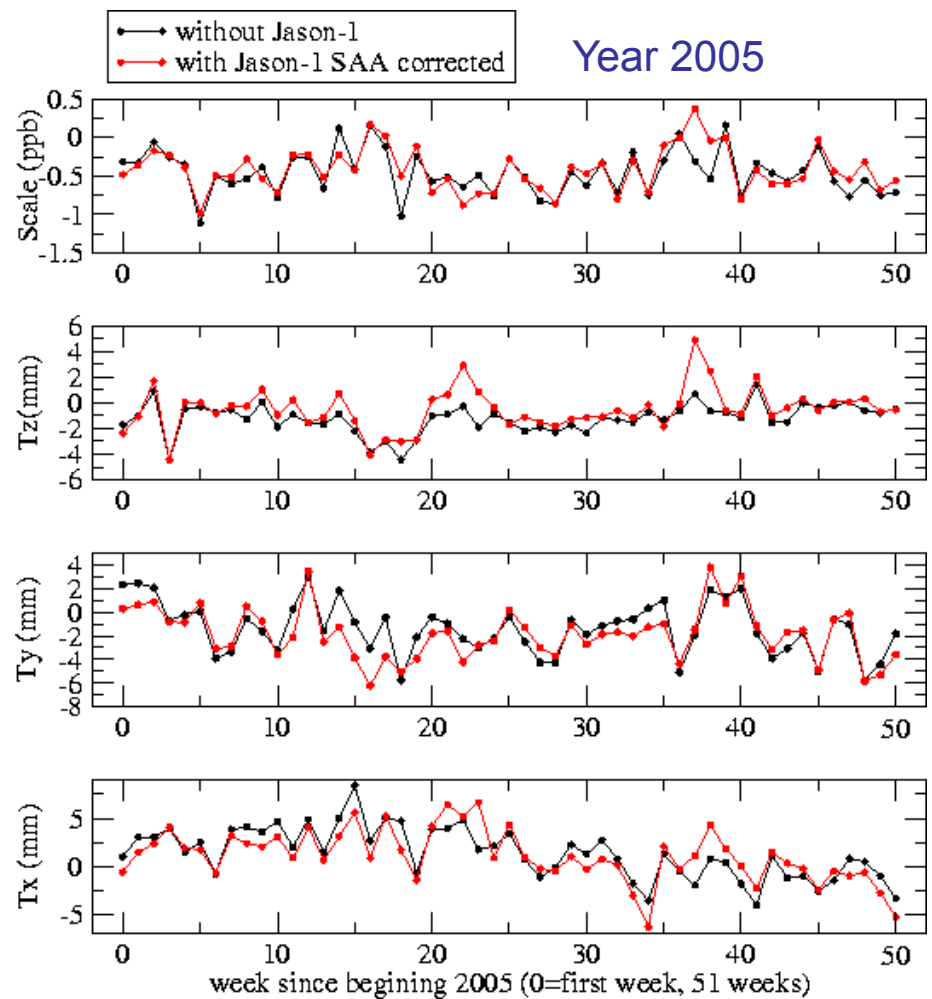 without Jason-1
with Jason-1 SAA corrected
Year 2005
Scale (ppb)
0.5
0
-0.5
-1
-1.5
0 10 20 30 40 50
Tz(mm)
6
4
2
0
-2
-4
-6
0 10 20 30 40 50
Ty (mm)
4
2
0
-2
-4
-6
-8
0 10 20 30 40 50
Tx (mm)
5
0
-5
0 10 20 30 40 50
week since begining 2005 (0=first week, 51 weeks)